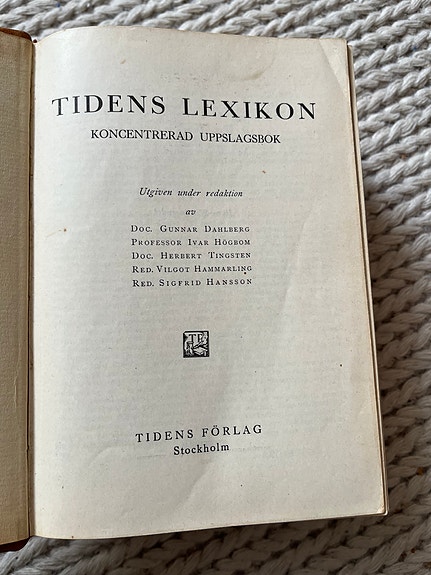 TIDENS LEXIKON
KONCENTRERAD UPPSLAGSBOK
Utgiven under redaktion
av
DOC. GUNNAR DAHLBERG
PROFESSOR IVAR HÖGBOM
DOC. HERBERT TINGSTEN
RED. VILGOT HAMMARLING
RED. SIGFRID HANSSON
TIDENS FÖRLAG
Stockholm